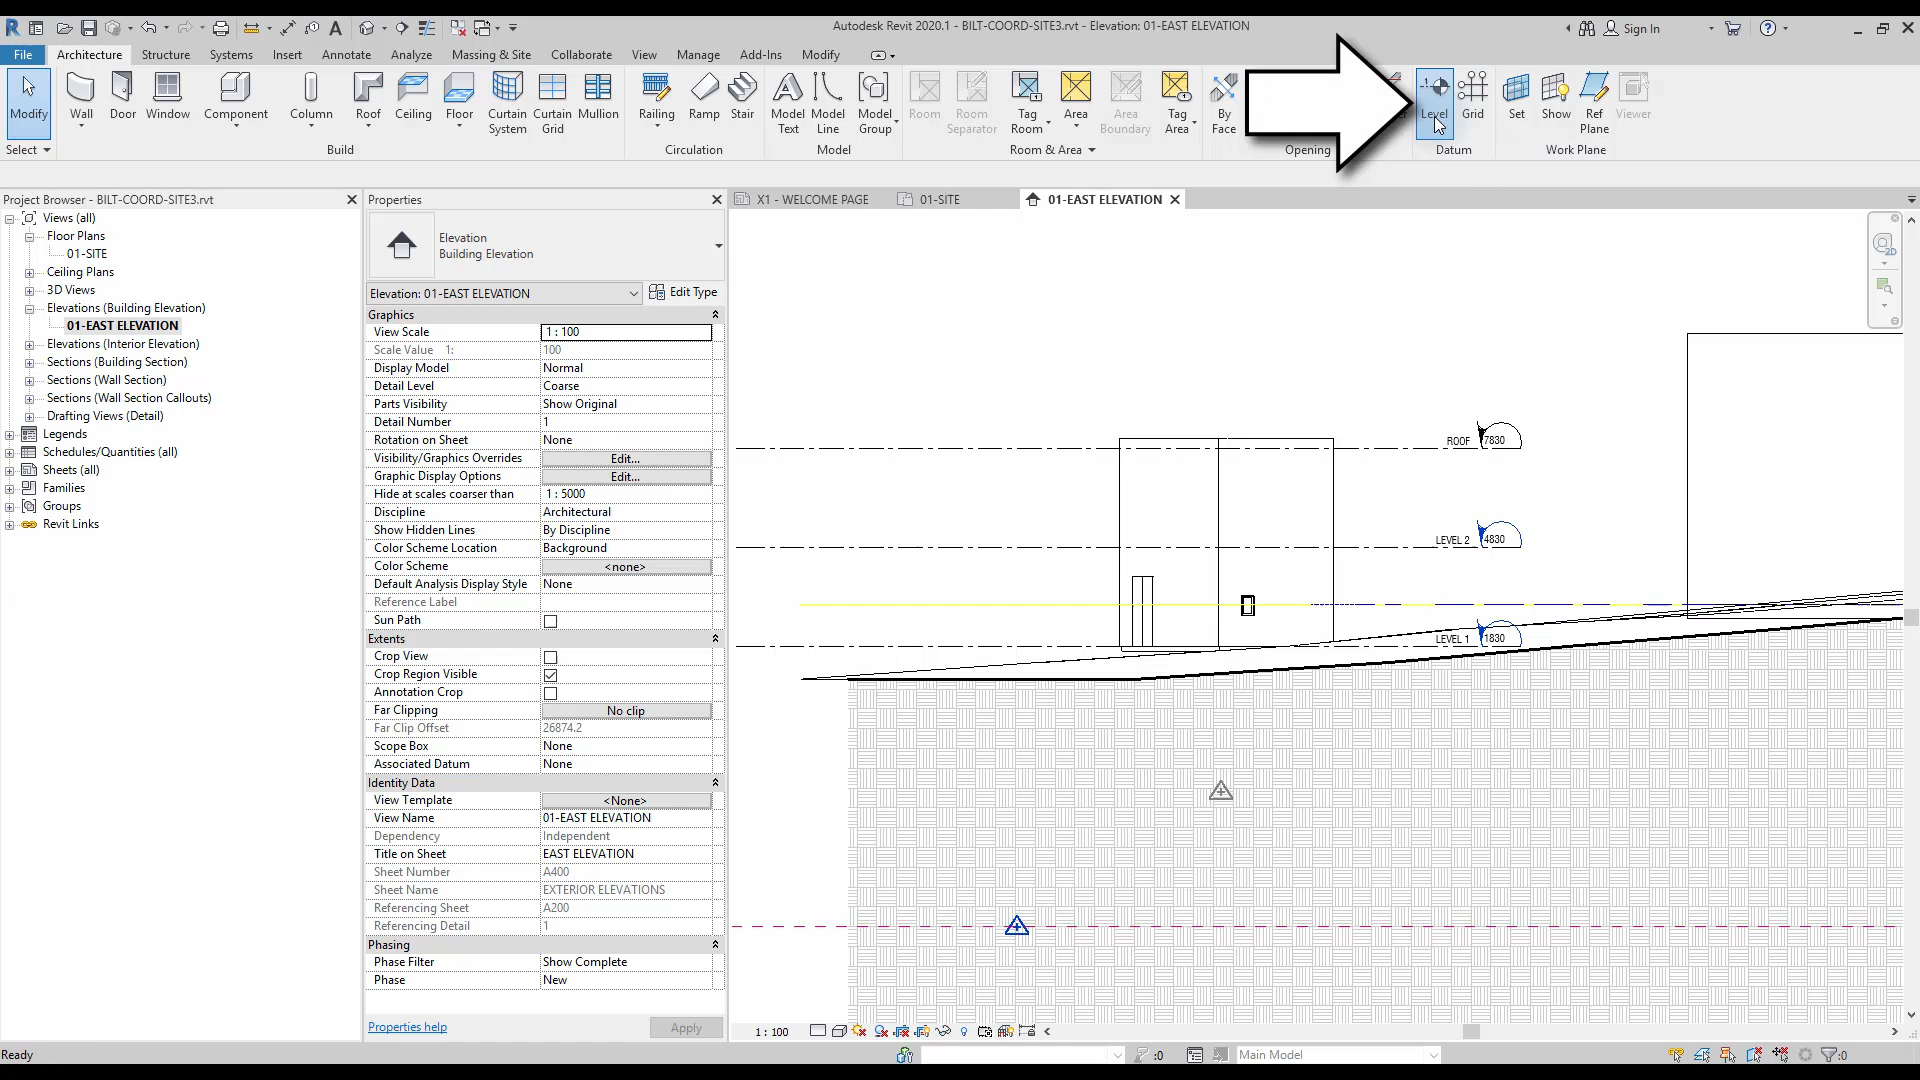 Autodesk Revit 2020.1 - BILT-COORD-SITE3.rvt - Elevation: 01-EAST ELEVATION
Sign In
File Architecture Structure Systems Insert Annotate Analyze Massing & Site Collaborate View Manage Add-Ins Modify
Modify Wall Door Window Component Column Roof Ceiling Floor Curtain System Curtain Grid Mullion Railing Ramp Stair Model Text Model Line Model Group Room Room Separator Tag Room Area Area Boundary Tag Area By Face Level Grid Set Show Ref Plane Viewer
Select Build Circulation Model Room & Area Opening Datum Work Plane
Project Browser - BILT-COORD-SITE3.rvt
Views (all)
Floor Plans
01-SITE
Ceiling Plans
3D Views
Elevations (Building Elevation)
01-EAST ELEVATION
Elevations (Interior Elevation)
Sections (Building Section)
Sections (Wall Section)
Sections (Wall Section Callouts)
Drafting Views (Detail)
Legends
Schedules/Quantities (all)
Sheets (all)
Families
Groups
Revit Links
Properties
Elevation
Building Elevation
Elevation: 01-EAST ELEVATION Edit Type
Graphics
View Scale 1 : 100
Scale Value 1: 100
Display Model Normal
Detail Level Coarse
Parts Visibility Show Original
Detail Number 1
Rotation on Sheet None
Visibility/Graphics Overrides Edit...
Graphic Display Options Edit...
Hide at scales coarser than 1 : 5000
Discipline Architectural
Show Hidden Lines By Discipline
Color Scheme Location Background
Color Scheme <none>
Default Analysis Display Style None
Reference Label
Sun Path
Extents
Crop View
Crop Region Visible
Annotation Crop
Far Clipping No clip
Far Clip Offset 26874.2
Scope Box None
Associated Datum None
Identity Data
View Template <None>
View Name 01-EAST ELEVATION
Dependency Independent
Title on Sheet EAST ELEVATION
Sheet Number A400
Sheet Name EXTERIOR ELEVATIONS
Referencing Sheet A200
Referencing Detail 1
Phasing
Phase Filter Show Complete
Phase New
Properties help Apply
X1 - WELCOME PAGE 01-SITE 01-EAST ELEVATION
ROOF 7830
LEVEL 2 4830
LEVEL 1 1830
1 : 100
Ready :0 Main Model :0